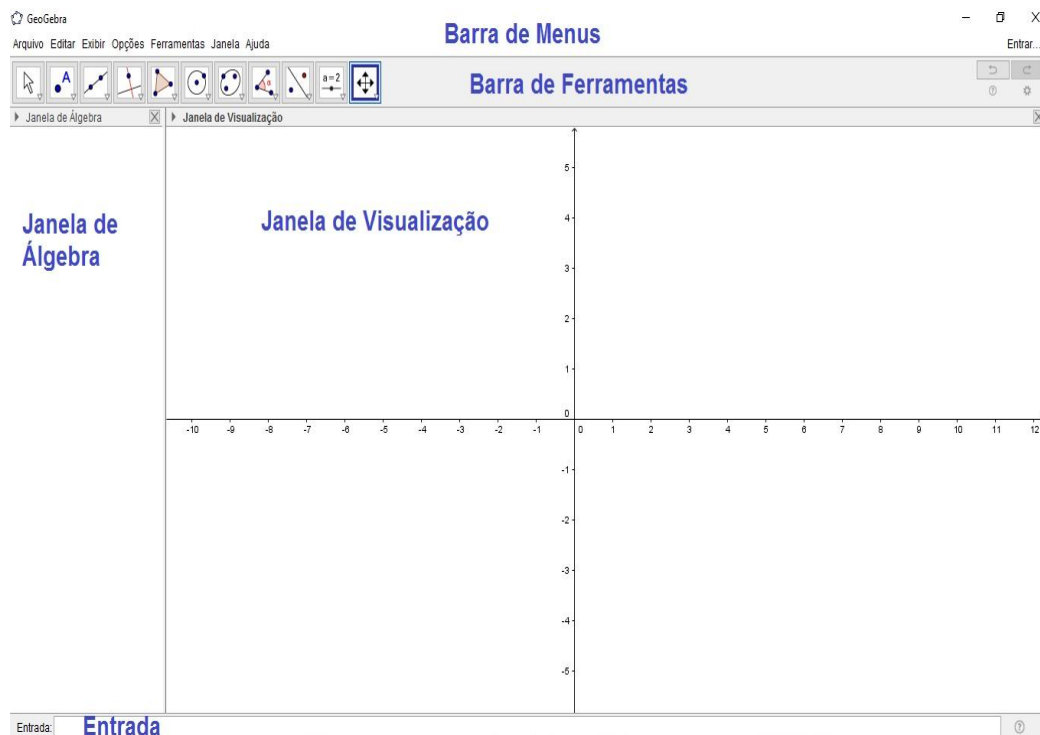 GeoGebra
Barra de Menus
Arquivo Editar Exibir Opções Ferramentas Janela Ajuda
Entrar...
A
α
a=2
Barra de Ferramentas
Janela de Álgebra
Janela de Visualização
Janela de
Álgebra
Janela de Visualização
5
4
3
2
1
0
-10 -9 -8 -7 -6 -5 -4 -3 -2 -1 0 1 2 3 4 5 6 7 8 9 10 11 12
-1
-2
-3
-4
-5
Entrada:
Entrada